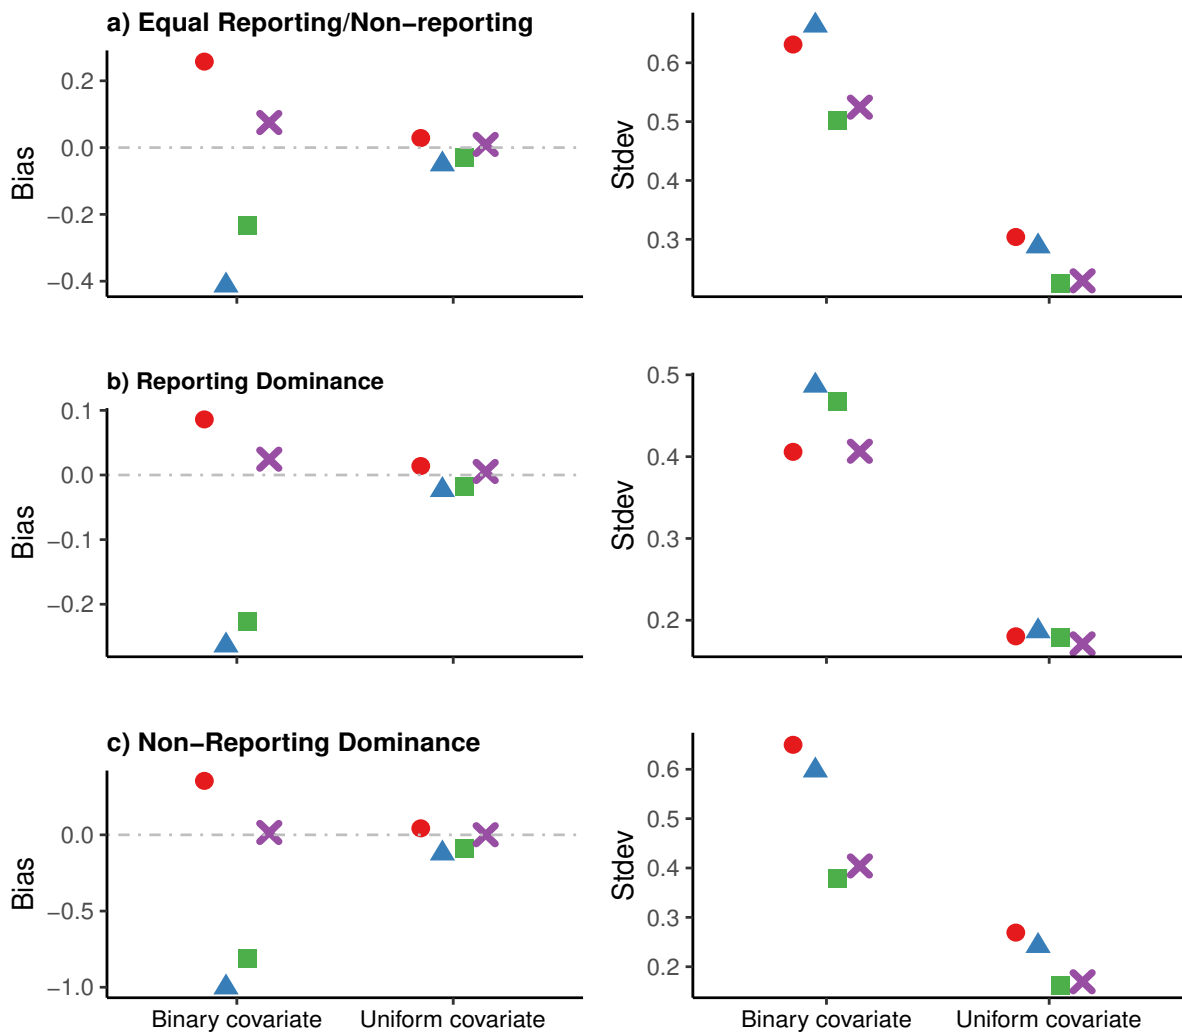 a) Equal Reporting/Non−reporting
Bias
0.2
0.0
−0.2
−0.4
Stdev
0.6
0.5
0.4
0.3
b) Reporting Dominance
Bias
0.1
0.0
−0.1
−0.2
Stdev
0.5
0.4
0.3
0.2
c) Non−Reporting Dominance
Bias
0.0
−0.5
−1.0
Binary covariate Uniform covariate
Stdev
0.6
0.5
0.4
0.3
0.2
Binary covariate Uniform covariate